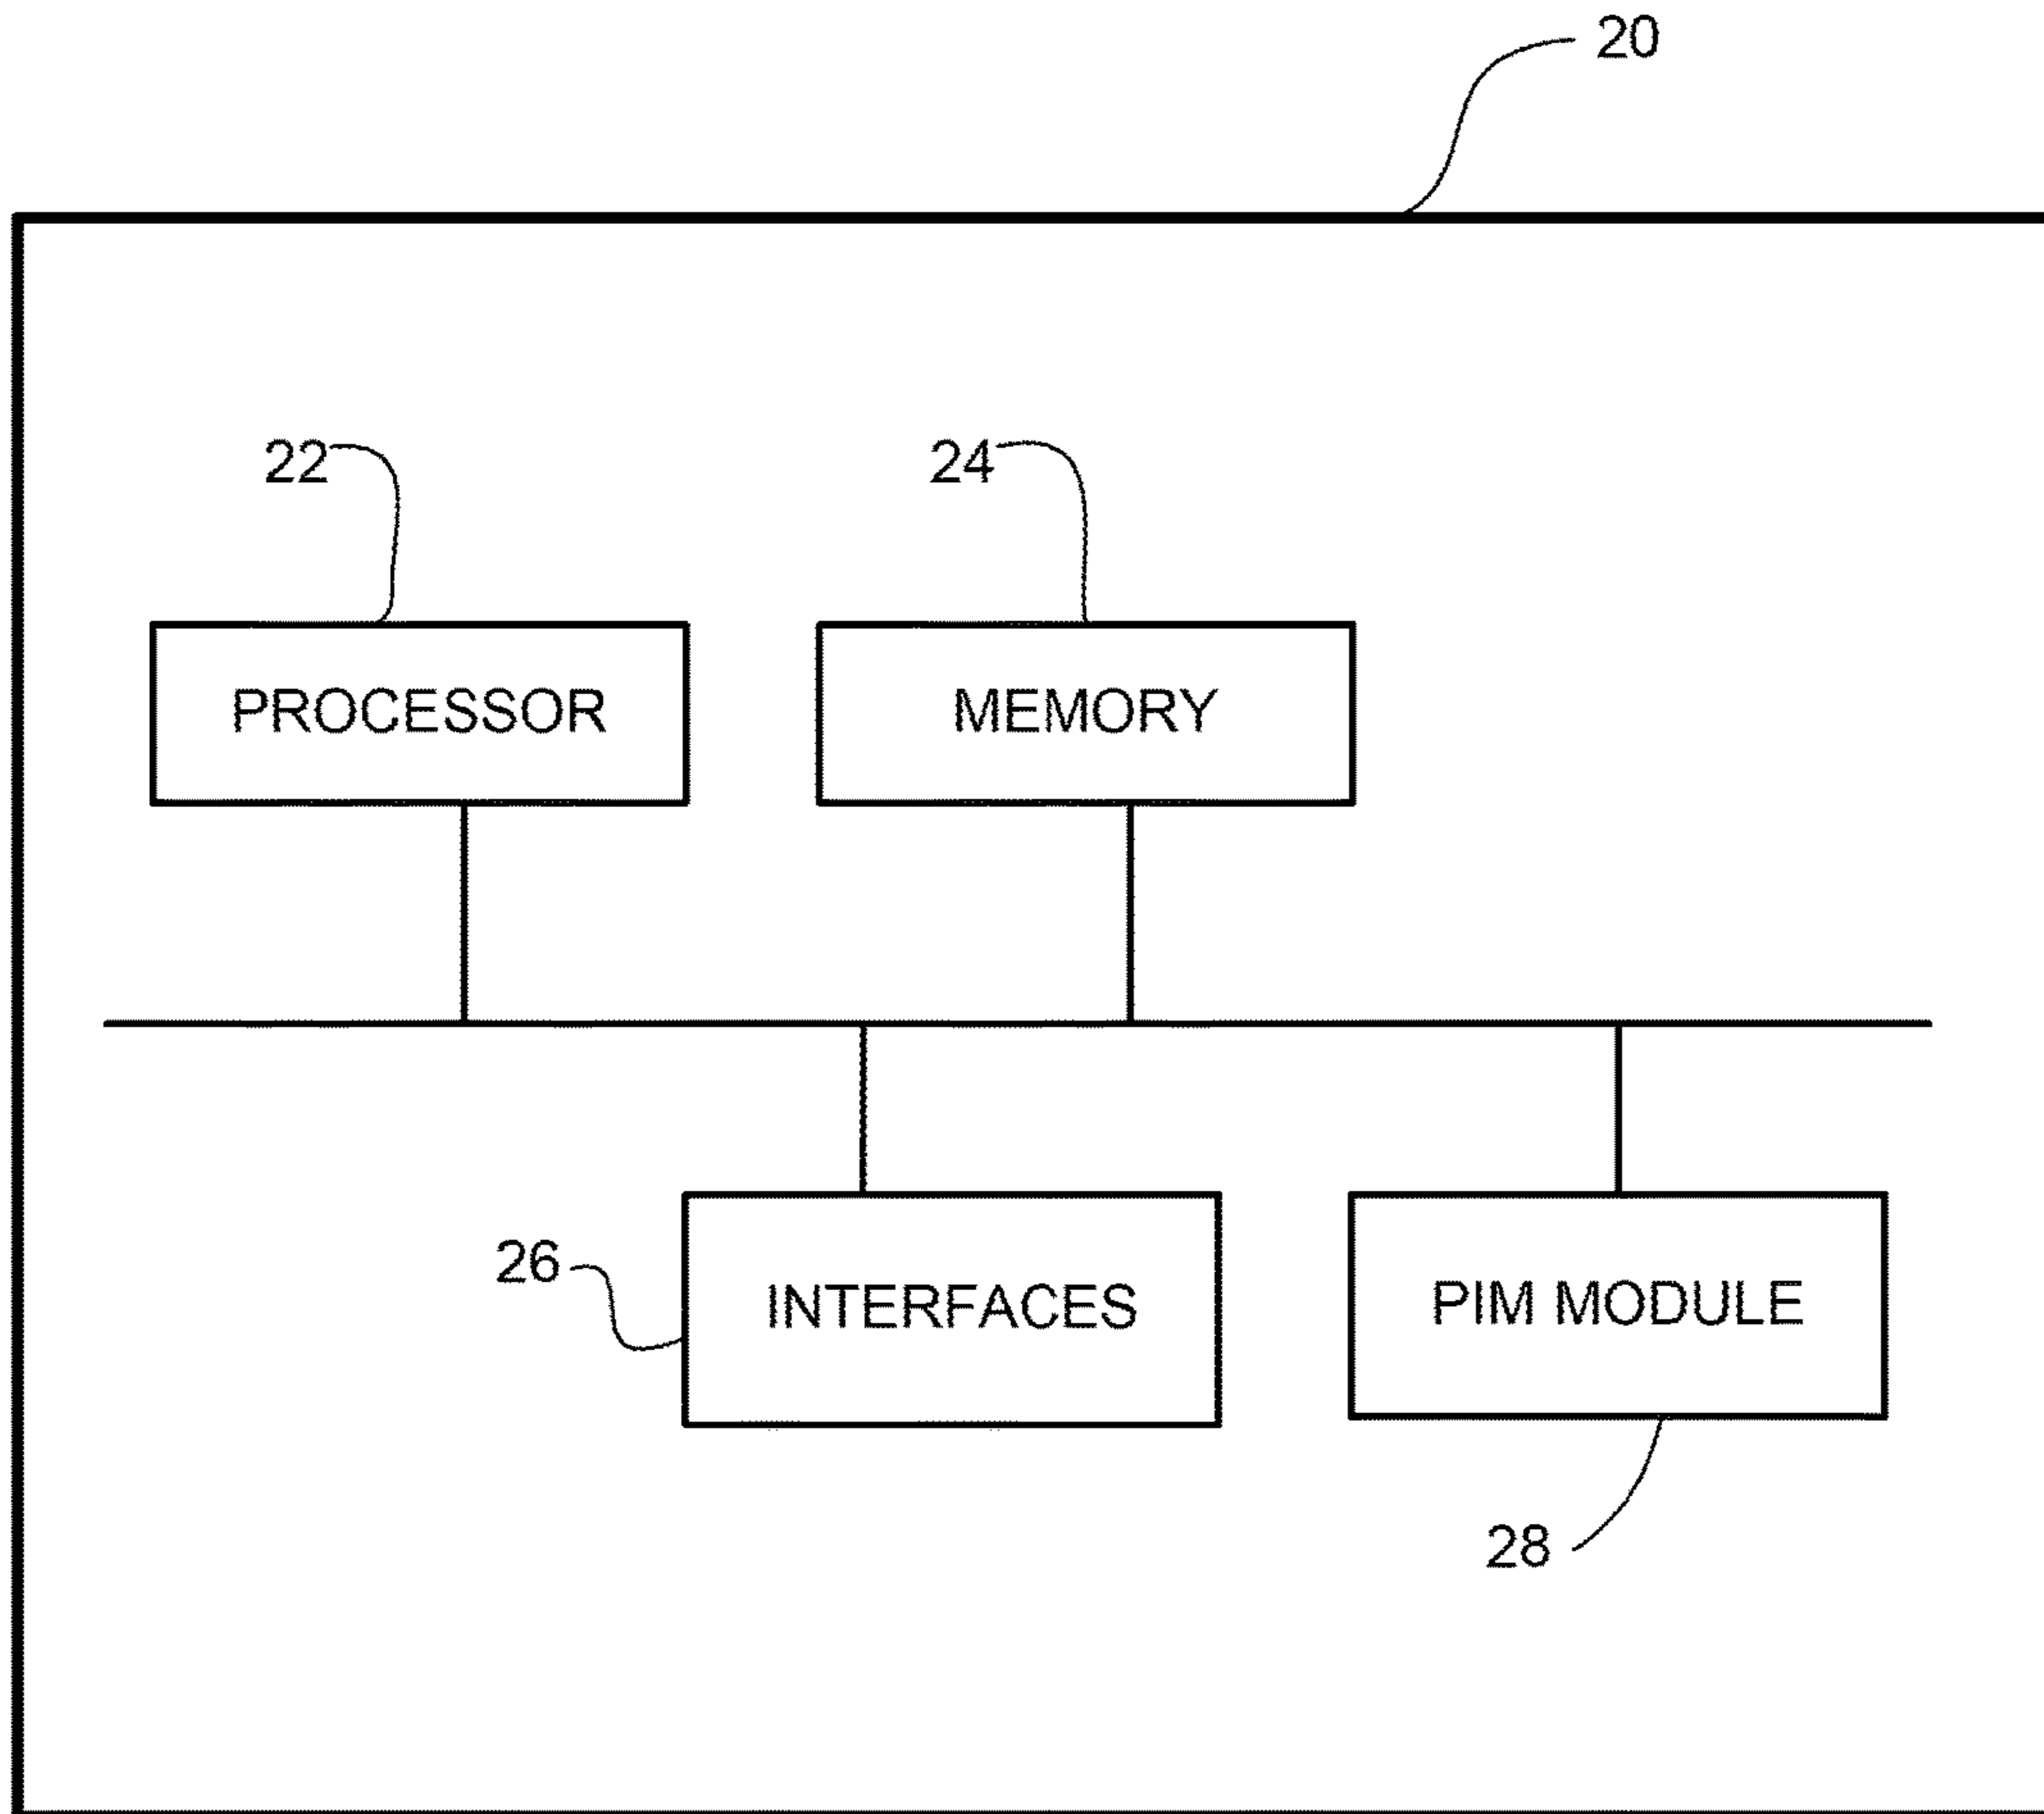 20
22
24
PROCESSOR
MEMORY
26
INTERFACES
PIM MODULE
28